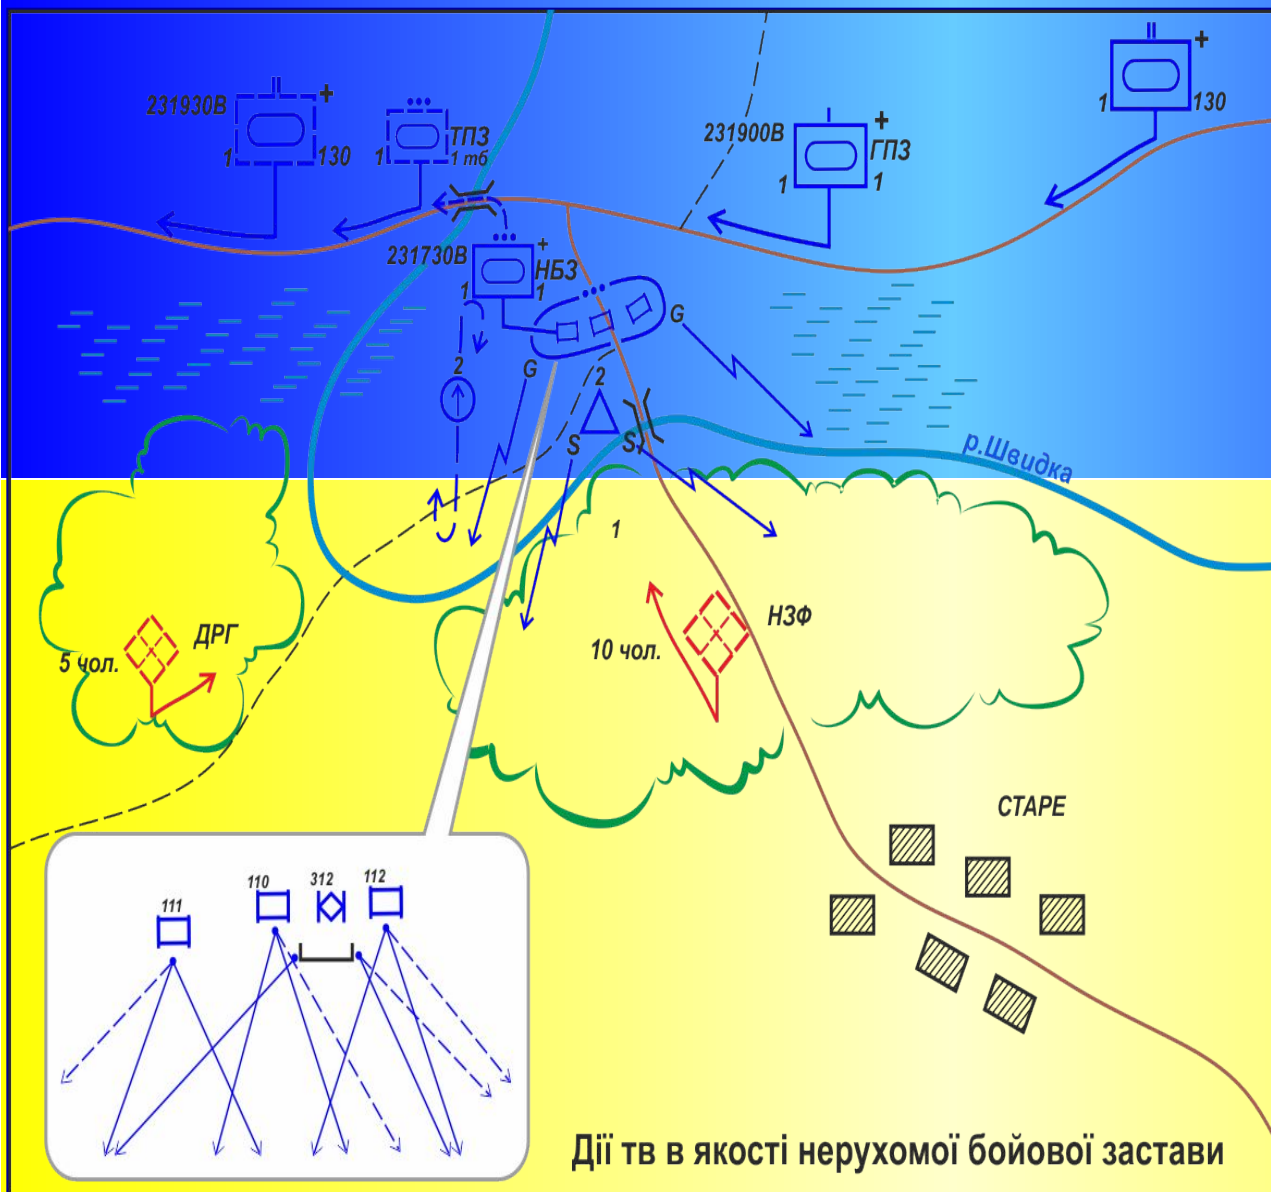 1 130
231930В
1 130
ТПЗ
1 1 тб
231900В
ГПЗ
1 1
231730В
НБЗ
1 1
G
G
2
2
S S
р.Швидка
1
ДРГ
5 чол.
НЗФ
10 чол.
СТАРЕ
111
110
312
112
Дії тв в якості нерухомої бойової застави